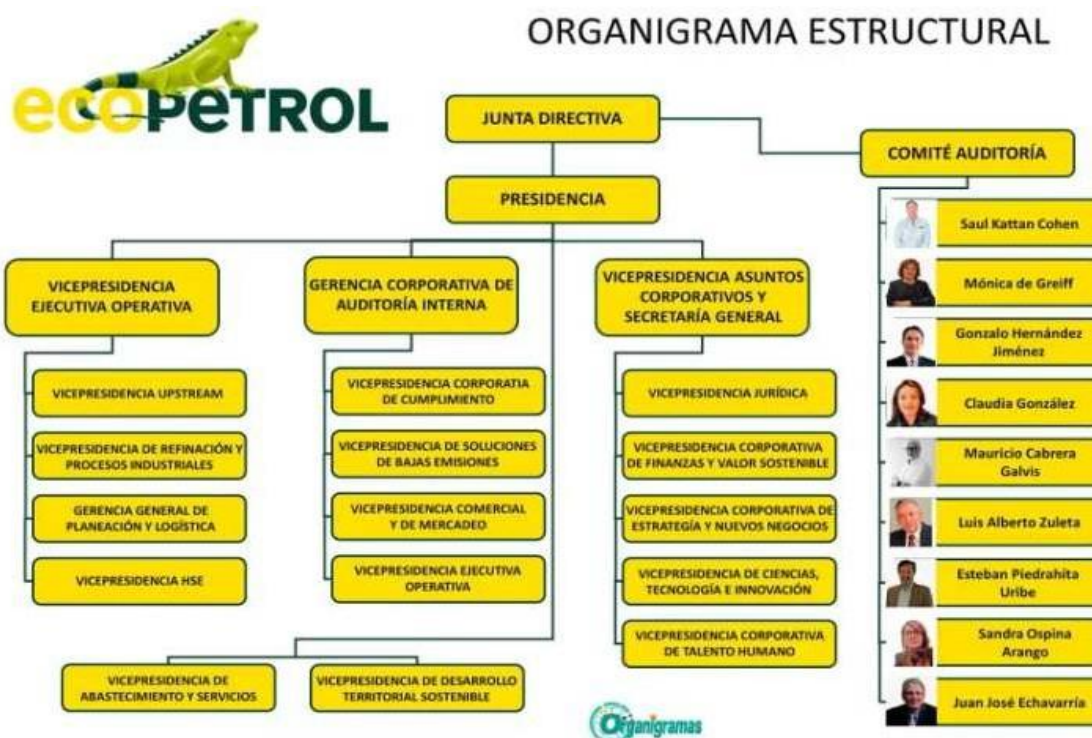 ORGANIGRAMA ESTRUCTURAL
ecoPeTROL
JUNTA DIRECTIVA
COMITÉ AUDITORÍA
PRESIDENCIA
VICEPRESIDENCIA
EJECUTIVA OPERATIVA
VICEPRESIDENCIA UPSTREAM
VICEPRESIDENCIA DE REFINACIÓN Y
PROCESOS INDUSTRIALES
GERENCIA GENERAL DE
PLANEACIÓN Y LOGÍSTICA
VICEPRESIDENCIA HSE
GERENCIA CORPORATIVA DE
AUDITORÍA INTERNA
VICEPRESIDENCIA CORPORATIA
DE CUMPLIMIENTO
VICEPRESIDENCIA DE SOLUCIONES
DE BAJAS EMISIONES
VICEPRESIDENCIA COMERCIAL
Y DE MERCADEO
VICEPRESIDENCIA EJECUTIVA
OPERATIVA
VICEPRESIDENCIA ASUNTOS
CORPORATIVOS Y
SECRETARÍA GENERAL
VICEPRESIDENCIA JURÍDICA
VICEPRESIDENCIA CORPORATIVA
DE FINANZAS Y VALOR SOSTENIBLE
VICEPRESIDENCIA CORPORATIVA DE
ESTRATEGÍA Y NUEVOS NEGOCIOS
VICEPRESIDENCIA DE CIENCIAS,
TECNOLOGÍA E INNOVACIÓN
VICEPRESIDENCIA CORPORATIVA
DE TALENTO HUMANO
VICEPRESIDENCIA DE
ABASTECIMIENTO Y SERVICIOS
VICEPRESIDENCIA DE DESARROLLO
TERRITORIAL SOSTENIBLE
Saul Kattan Cohen
Mónica de Greiff
Gonzalo Hernández
Jiménez
Claudia González
Mauricio Cabrera
Galvis
Luis Alberto Zuleta
Esteban Piedrahita
Uribe
Sandra Ospina
Arango
Juan José Echavarría
Organigramas